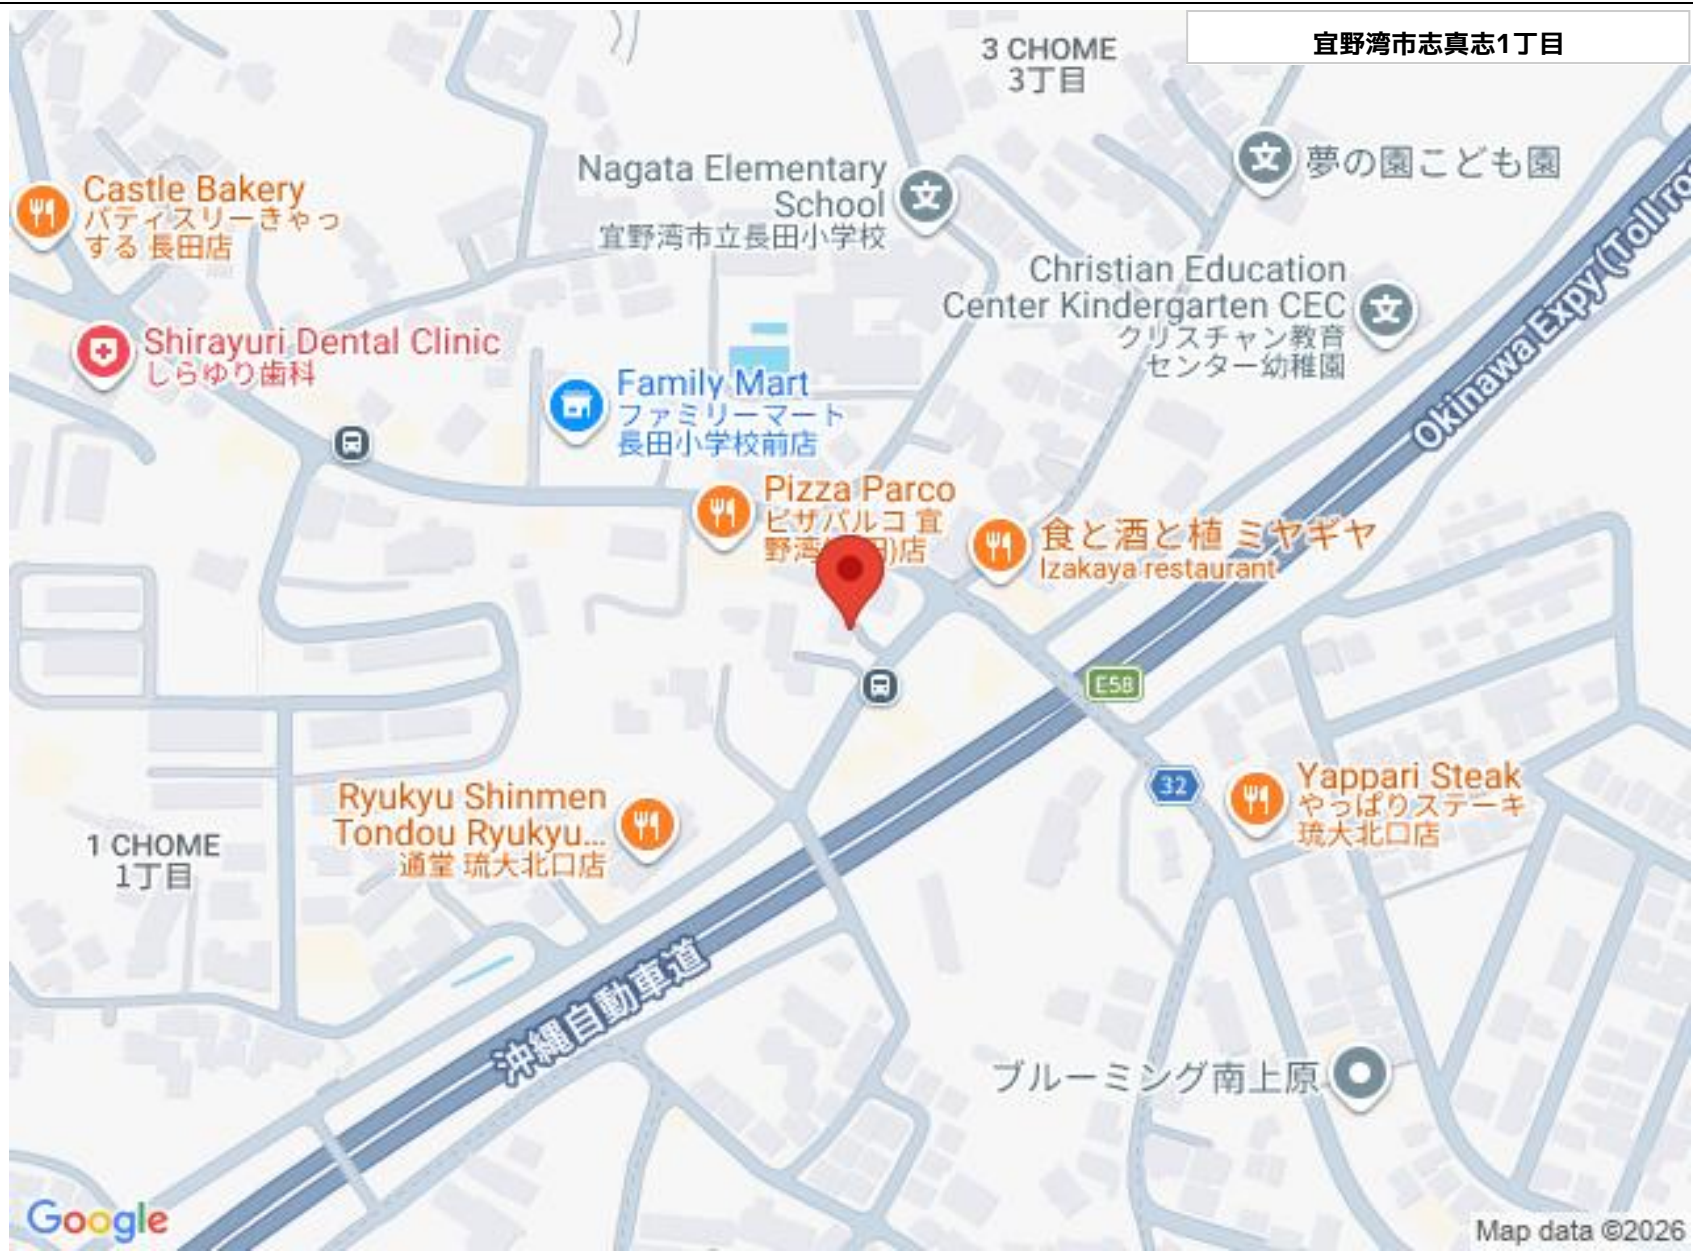 宜野湾市志真志1丁目
3 CHOME
3丁目
Nagata Elementary
School
宜野湾市立長田小学校
夢の園こども園
Castle Bakery
パティスリーきゃっ
する 長田店
Christian Education
Center Kindergarten CEC
クリスチャン教育
センター幼稚園
Okinawa Expy (Toll ro
Shirayuri Dental Clinic
しらゆり歯科
Family Mart
ファミリーマート
長田小学校前店
Pizza Parco
ピザパルコ 宜
野湾
)店
食と酒と植 ミヤギヤ
Izakaya restaurant
E58
32
Yappari Steak
やっぱりステーキ
琉大北口店
Ryukyu Shinmen
Tondou Ryukyu...
通堂 琉大北口店
1 CHOME
1丁目
沖縄自動車道
ブルーミング南上原
Google
Map data ©2026